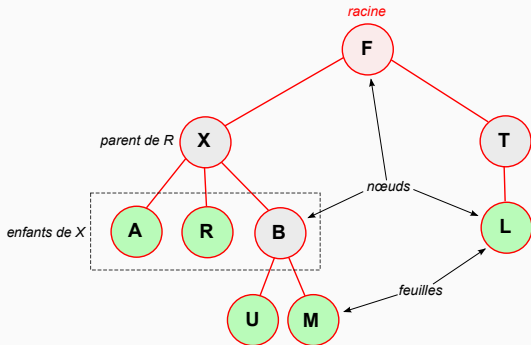 racine
F
parent de R
X
T
nœuds
enfants de X
A
R
B
L
feuilles
U
M